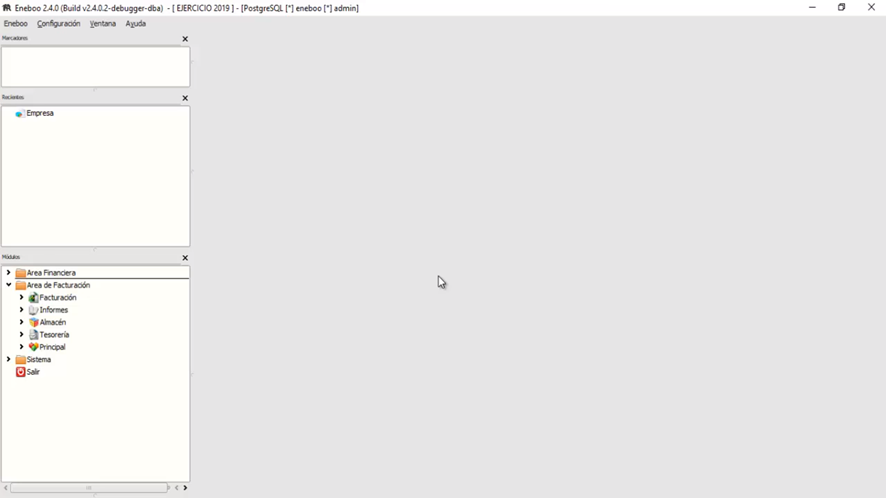 Eneboo 2.4.0 (Build v2.4.0.2-debugger-dba) - [ EJERCICIO 2019 ] - [PostgreSQL [*] eneboo [*] admin]
Eneboo Configuración Ventana Ayuda
Marcadores
Recientes
Empresa
Módulos
Area Financiera
Area de Facturación
Facturación
Informes
Almacén
Tesorería
Principal
Sistema
Salir